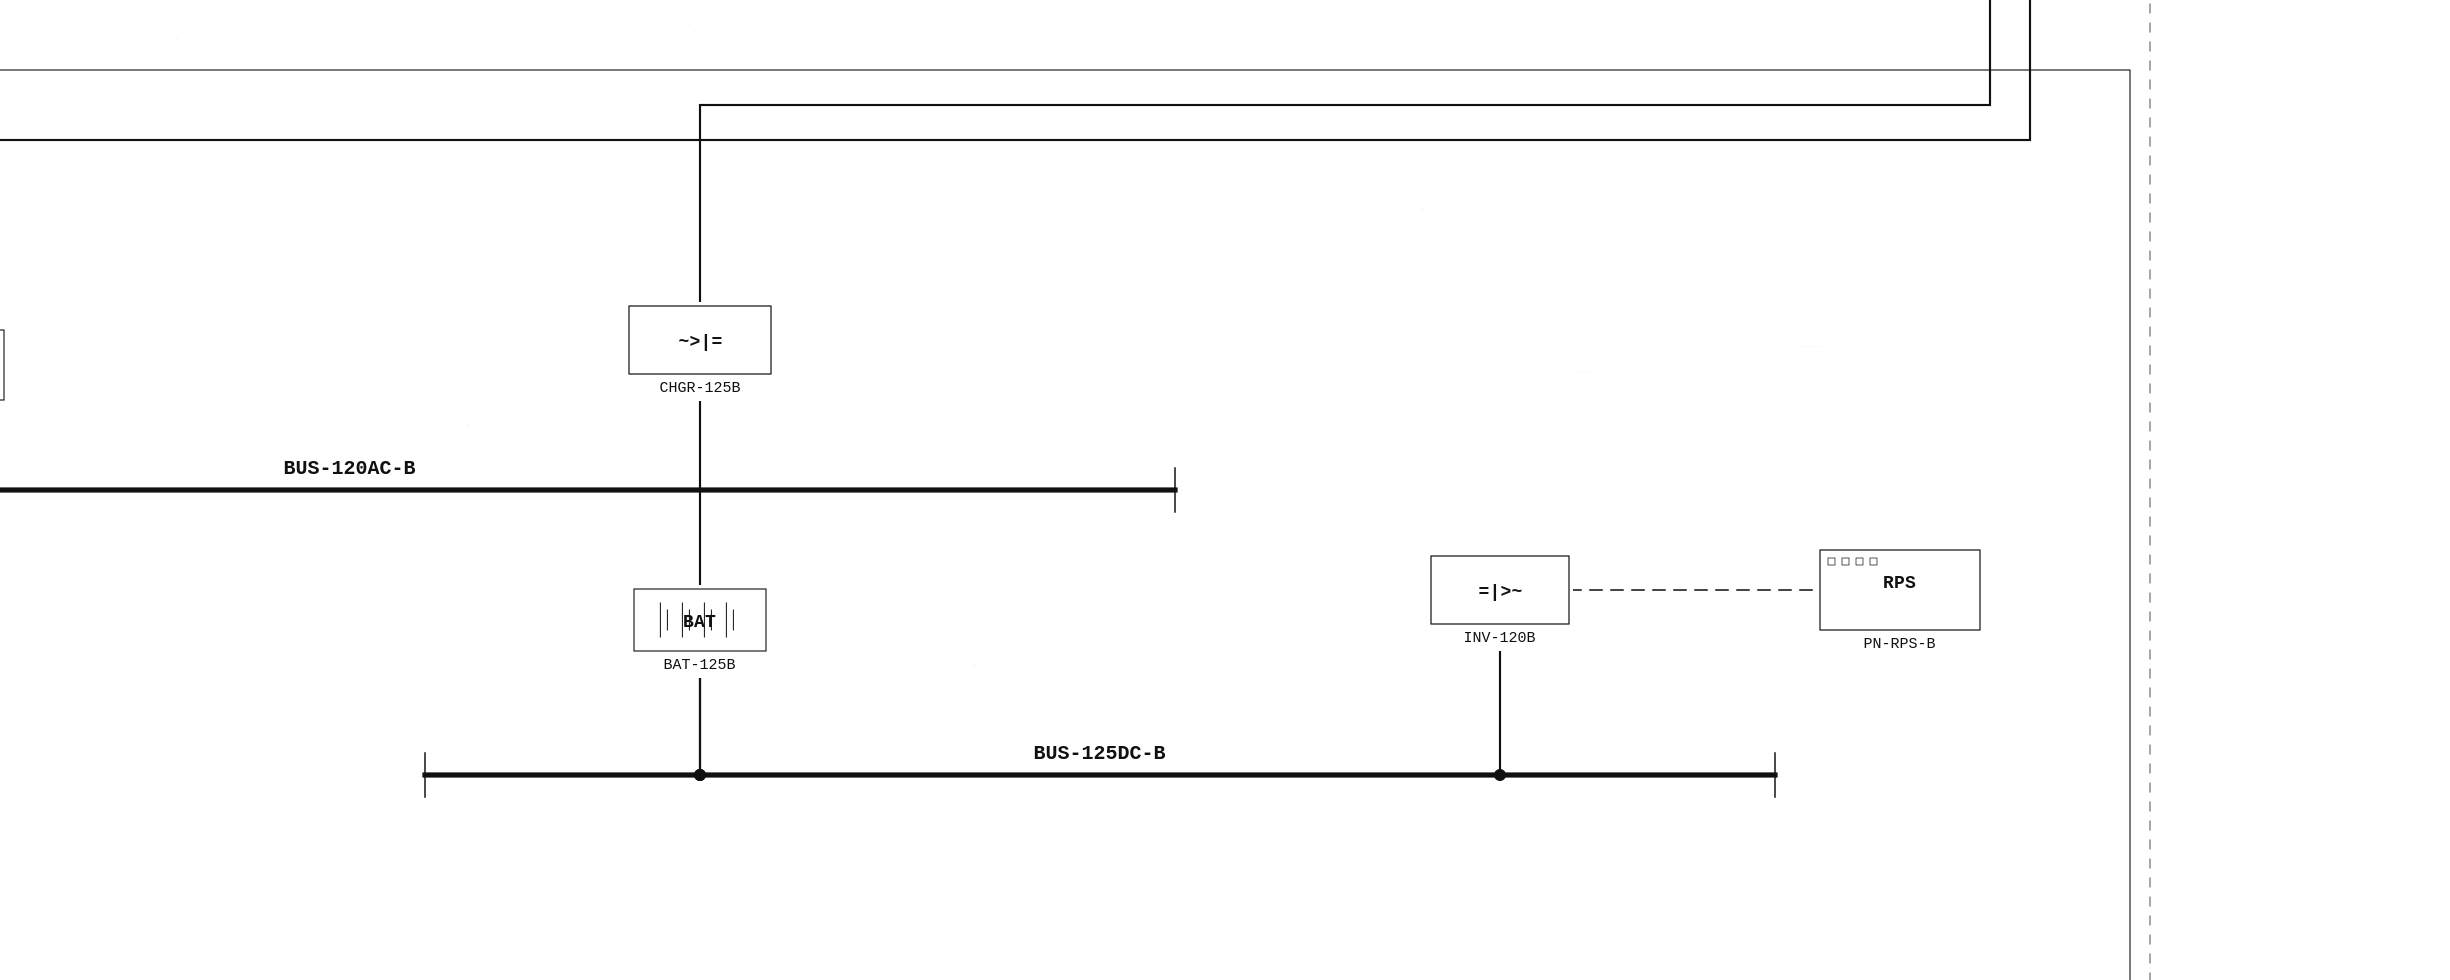 ~>|=
CHGR-125B
BUS-120AC-B
BAT
BAT-125B
=|>~
INV-120B
RPS
PN-RPS-B
BUS-125DC-B